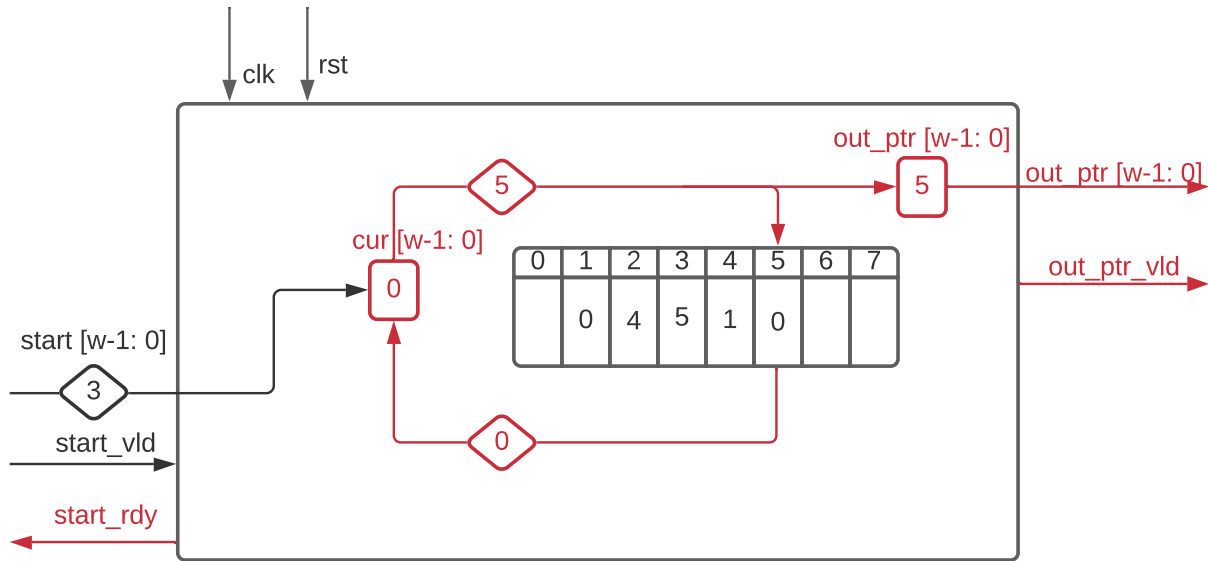 clk
rst
out_ptr [w-1: 0]
5
5
out_ptr [w-1: 0]
cur [w-1: 0]
0 1 2 3 4 5 6 7
out_ptr_vld
0
0 4 5 1 0
start [w-1: 0]
3
start_vld
0
start_rdy